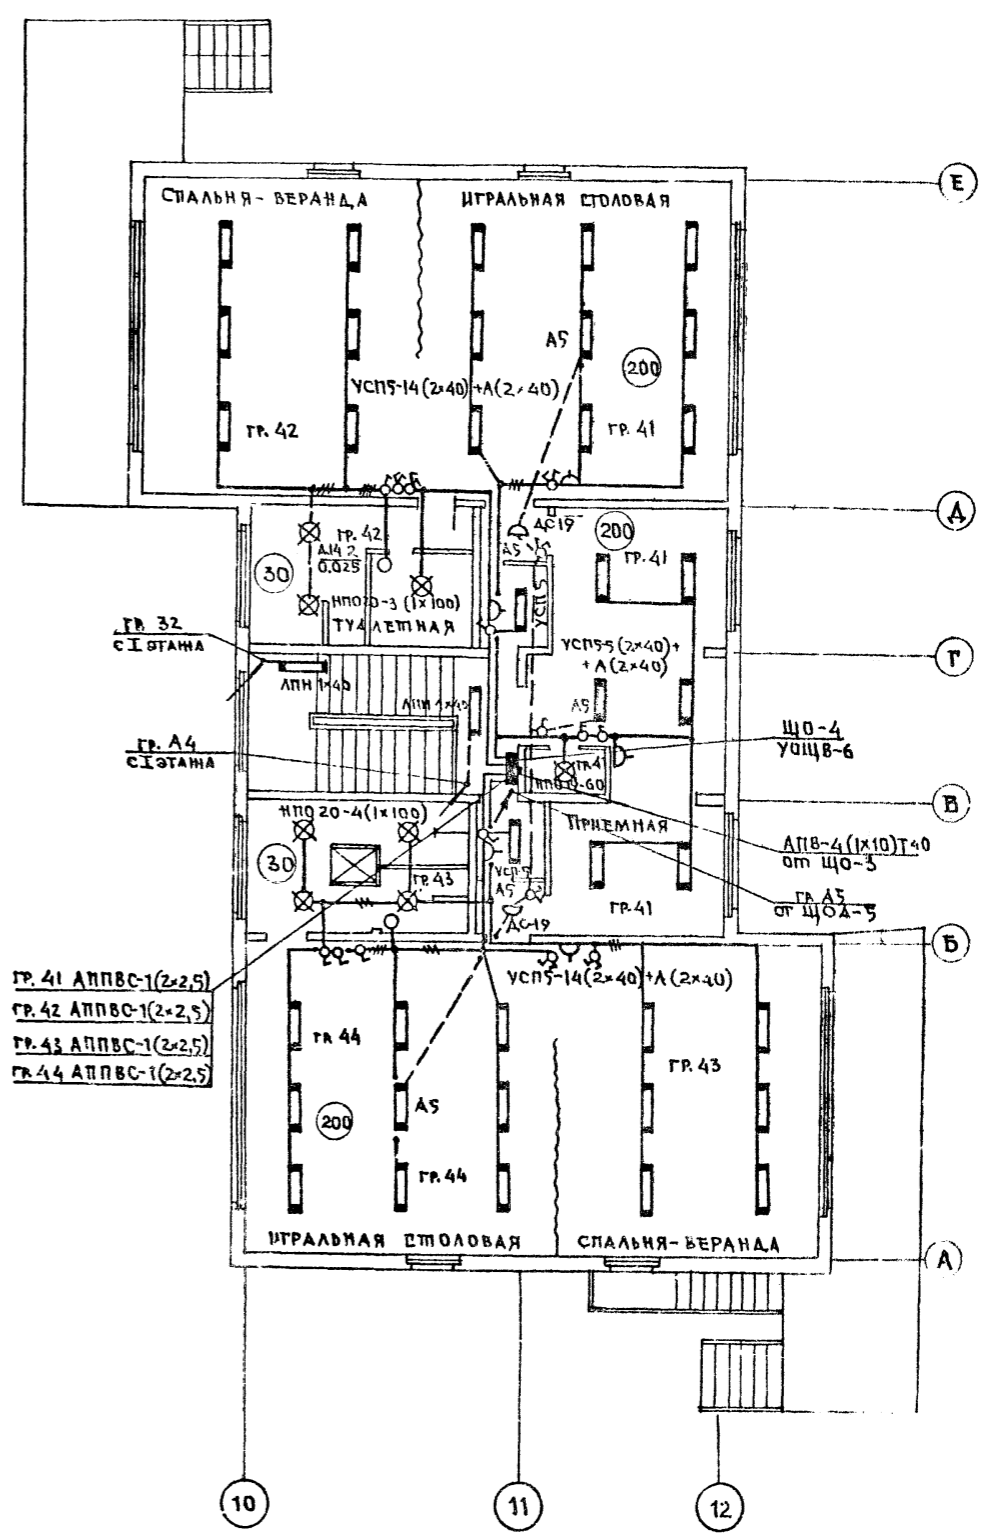 СПАЛЬНЯ-ВЕРАНДА
ИГРАЛЬНАЯ СТОЛОВАЯ
Е
А5
200
УСП5-14(2×40)+А(2×40)
ГР. 42
ГР. 41
Д
ГР. 42
ДС19
200
А5
ГР. 41
30
0.025
УСП5
НПО20-3 (1×100)
ТУАЛЕТНАЯ
ГР. 32
С I ЭТАЖА
УСП5-5(2×40)+
+А(2×40)
Г
ЛПН 1×40
ЛПН 1×40
А5
ЩО-4
УОЩВ-6
ГР. А4
С I ЭТАЖА
ГР.41
В
НПО20-4(1×100)
ПРИЕМНАЯ
АПВ-4(1×10)Т40
ОТ ЩО-3
30
ГР.43
УСП5
А5
ГР. А5
ОТ ЩОА-5
ГР.41
ДС-19
Б
ГР. 41 АППВС-1(2×2,5)
ГР. 42 АППВС-1(2×2,5)
ГР. 43 АППВС-1(2×2,5)
ГР. 44 АППВС-1(2×2,5)
УСП5-14(2×40)+А(2×40)
ГР. 44
ГР. 43
А5
200
ГР. 44
ИГРАЛЬНАЯ СТОЛОВАЯ
СПАЛЬНЯ-ВЕРАНДА
А
10
11
12